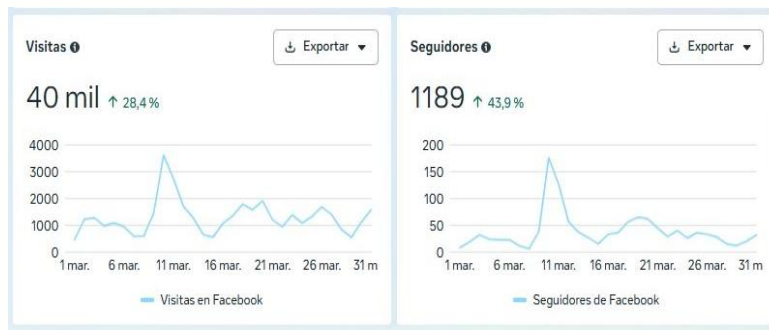 Visitas
Exportar
40 mil ↑ 28,4 %
4000
3000
2000
1000
0
1 mar. 6 mar. 11 mar. 16 mar. 21 mar. 26 mar. 31 m
Visitas en Facebook
Seguidores
Exportar
1189 ↑ 43,9 %
200
150
100
50
0
1 mar. 6 mar. 11 mar. 16 mar. 21 mar. 26 mar. 31 m
Seguidores de Facebook